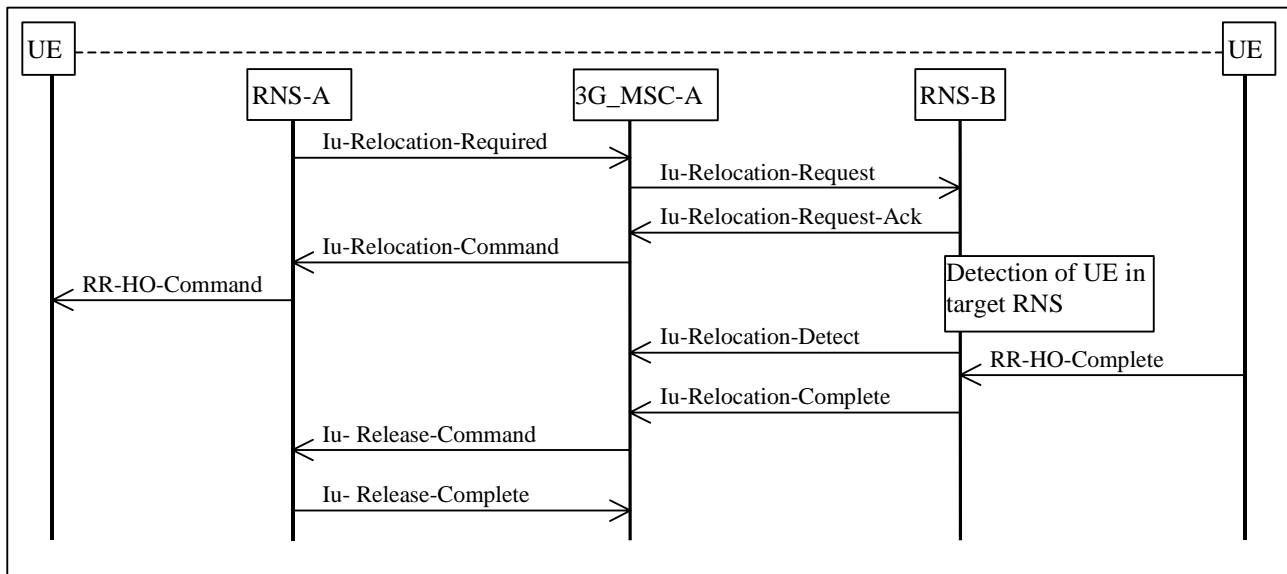 UE
UE
RNS-A
3G_MSC-A
RNS-B
Iu-Relocation-Required
Iu-Relocation-Request
Iu-Relocation-Request-Ack
Iu-Relocation-Command
Detection of UE in
target RNS
RR-HO-Command
Iu-Relocation-Detect
RR-HO-Complete
Iu-Relocation-Complete
Iu- Release-Command
Iu- Release-Complete